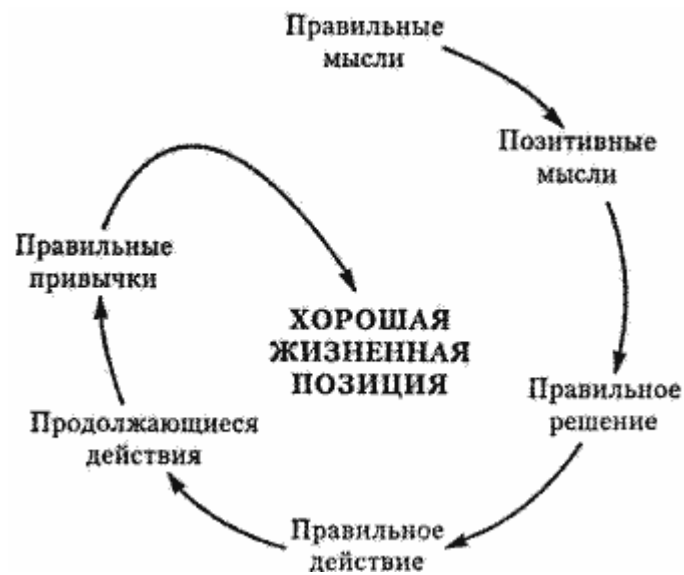 Правильные
мысли
Позитивные
мысли
Правильное
решение
Правильное
действие
Продолжающиеся
действия
Правильные
привычки
ХОРОШАЯ
ЖИЗНЕННАЯ
ПОЗИЦИЯ